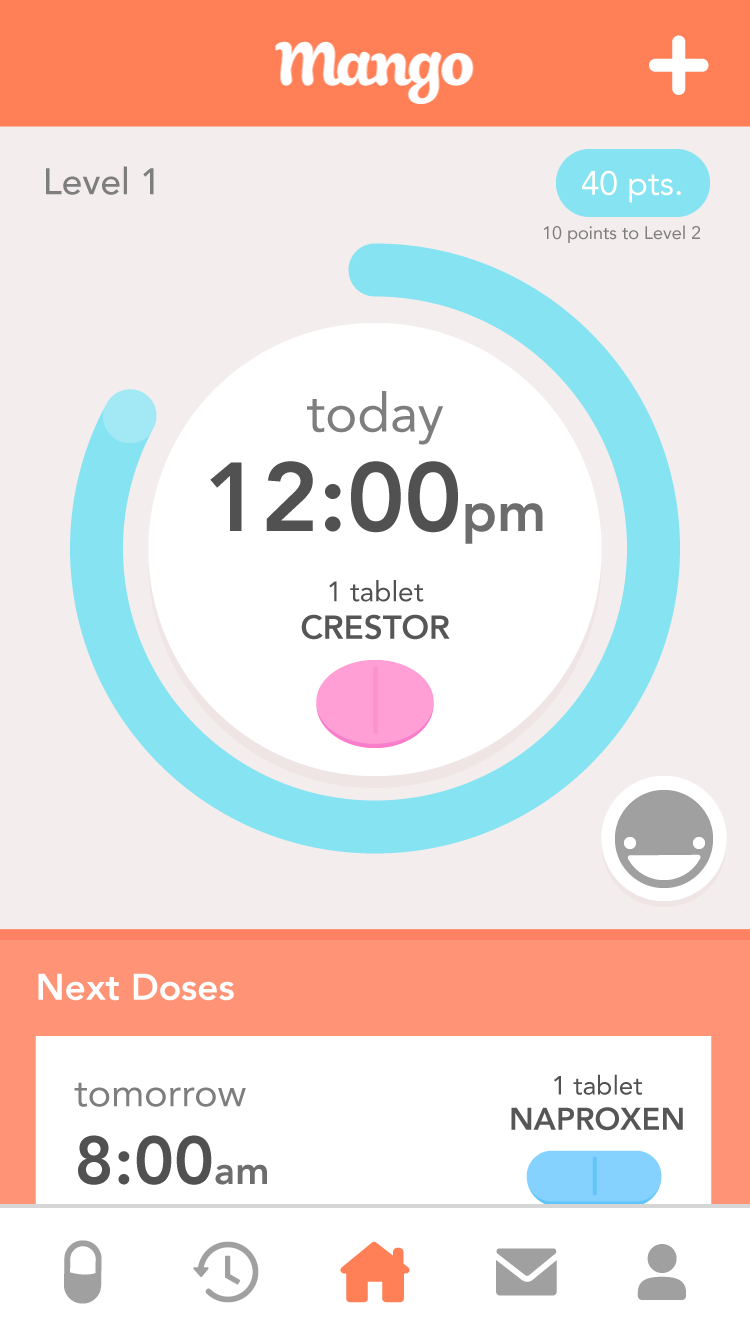 Mango
Level 1
40 pts.
10 points to Level 2
today
12:00pm
1 tablet
CRESTOR
Next Doses
tomorrow
8:00am
1 tablet
NAPROXEN